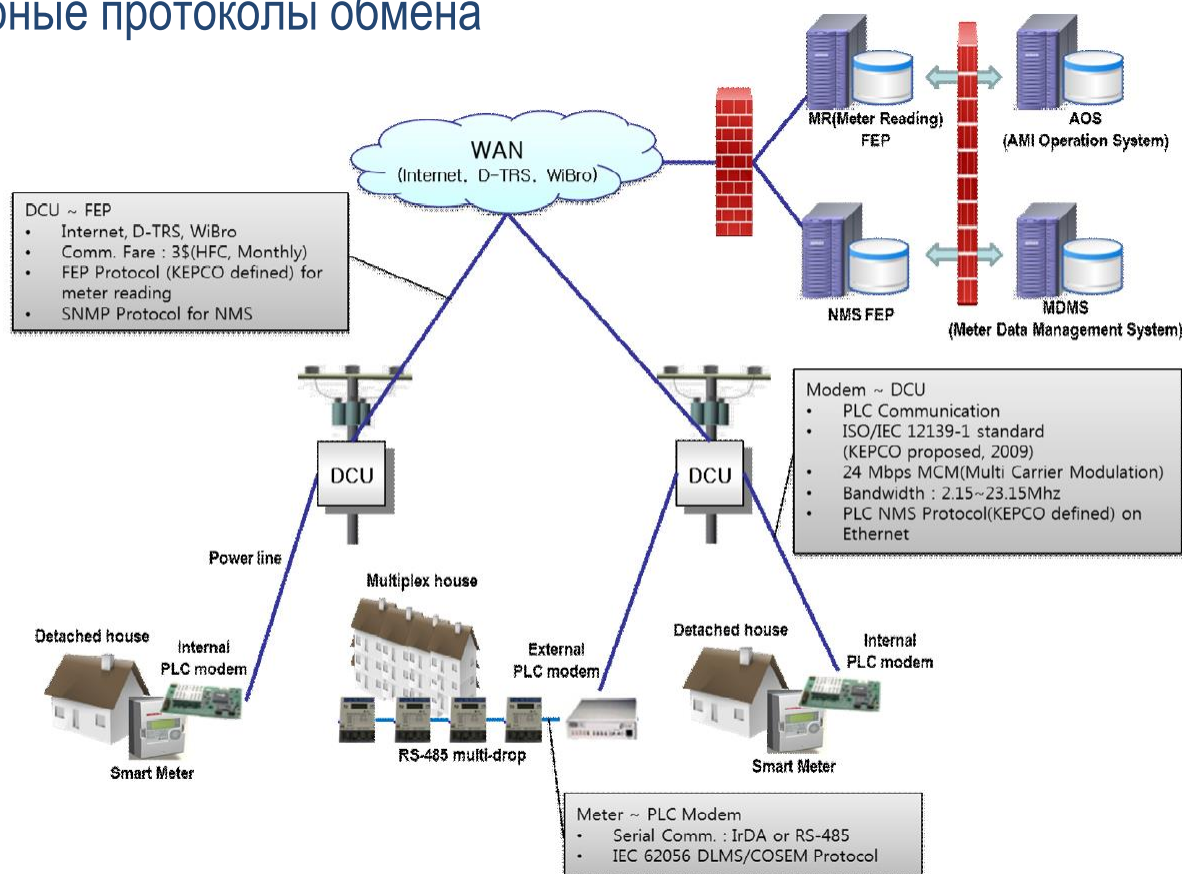 протоколы обмена
WAN
(Internet, D-TRS, WiBro)
MR(Meter Reading)
FEP
AOS
(AMI Operation System)
NMS FEP
MDMS
(Meter Data Management System)
DCU ~ FEP
• Internet, D-TRS, WiBro
• Comm. Fare : 3$(HFC, Monthly)
• FEP Protocol (KEPCO defined) for
meter reading
• SNMP Protocol for NMS
Modem ~ DCU
• PLC Communication
• ISO/IEC 12139-1 standard
(KEPCO proposed, 2009)
• 24 Mbps MCM(Multi Carrier Modulation)
• Bandwidth : 2.15~23.15Mhz
• PLC NMS Protocol(KEPCO defined) on
Ethernet
DCU
DCU
Power line
Multiplex house
Detached house
Internal
PLC modem
External
PLC modem
Detached house
Internal
PLC modem
RS-485 multi-drop
Smart Meter
Smart Meter
Meter ~ PLC Modem
• Serial Comm. : IrDA or RS-485
• IEC 62056 DLMS/COSEM Protocol